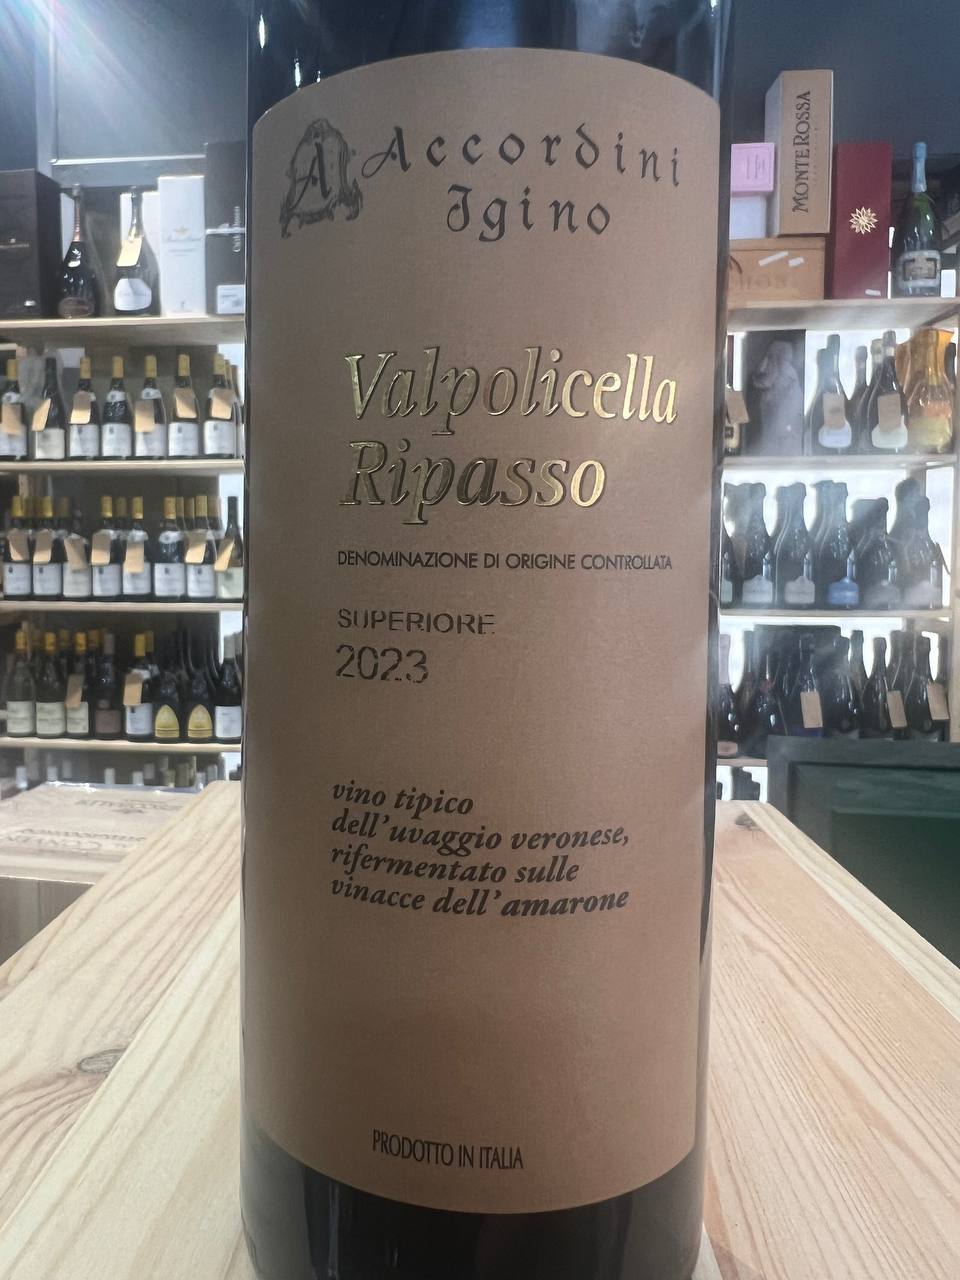 A Accordini
Igino
Valpolicella
Ripasso
DENOMINAZIONE DI ORIGINE CONTROLLATA
SUPERIORE
2023
vino tipico
dell'uvaggio veronese,
rifermentato sulle
vinacce dell'amarone
PRODOTTO IN ITALIA
MONTE ROSSA